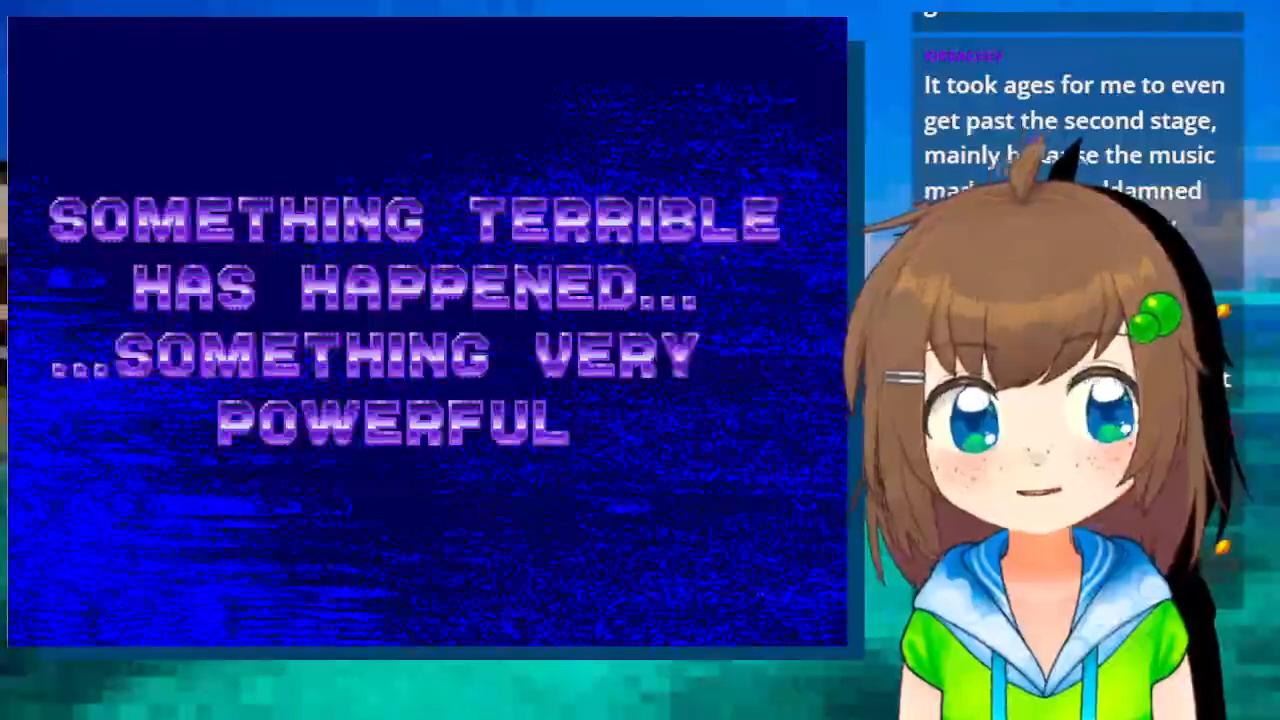 SOMETHING TERRIBLE
HAS HAPPENED...
...SOMETHING VERY
POWERFUL
It took ages for me to even
get past the second stage,
mainly because the music